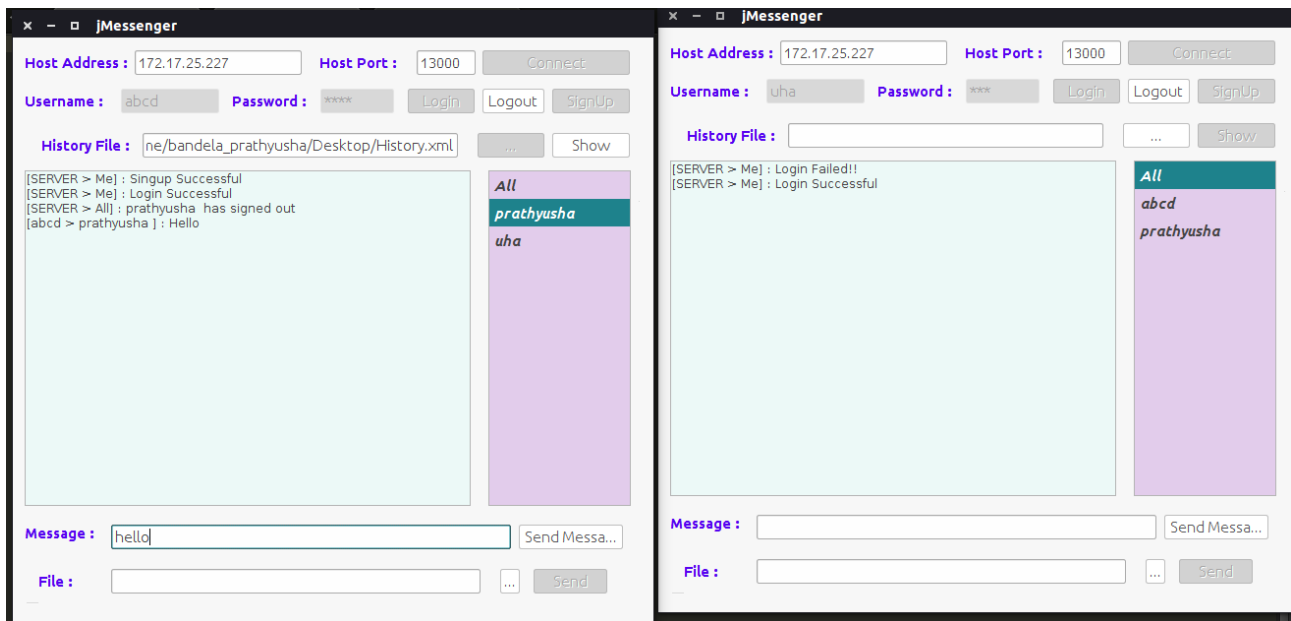 jMessenger
Host Address : 172.17.25.227 Host Port : 13000 Connect
Username : abcd Password : **** Login Logout SignUp
History File : ne/bandela_prathyusha/Desktop/History.xml ... Show
[SERVER > Me] : Singup Successful
[SERVER > Me] : Login Successful
[SERVER > All] : prathyusha has signed out
[abcd > prathyusha ] : Hello
All
prathyusha
uha
Message : hello Send Messa...
File : ... Send
jMessenger
Host Address : 172.17.25.227 Host Port : 13000 Connect
Username : uha Password : *** Login Logout SignUp
History File : ... Show
[SERVER > Me] : Login Failed!!
[SERVER > Me] : Login Successful
All
abcd
prathyusha
Message : Send Messa...
File : ... Send